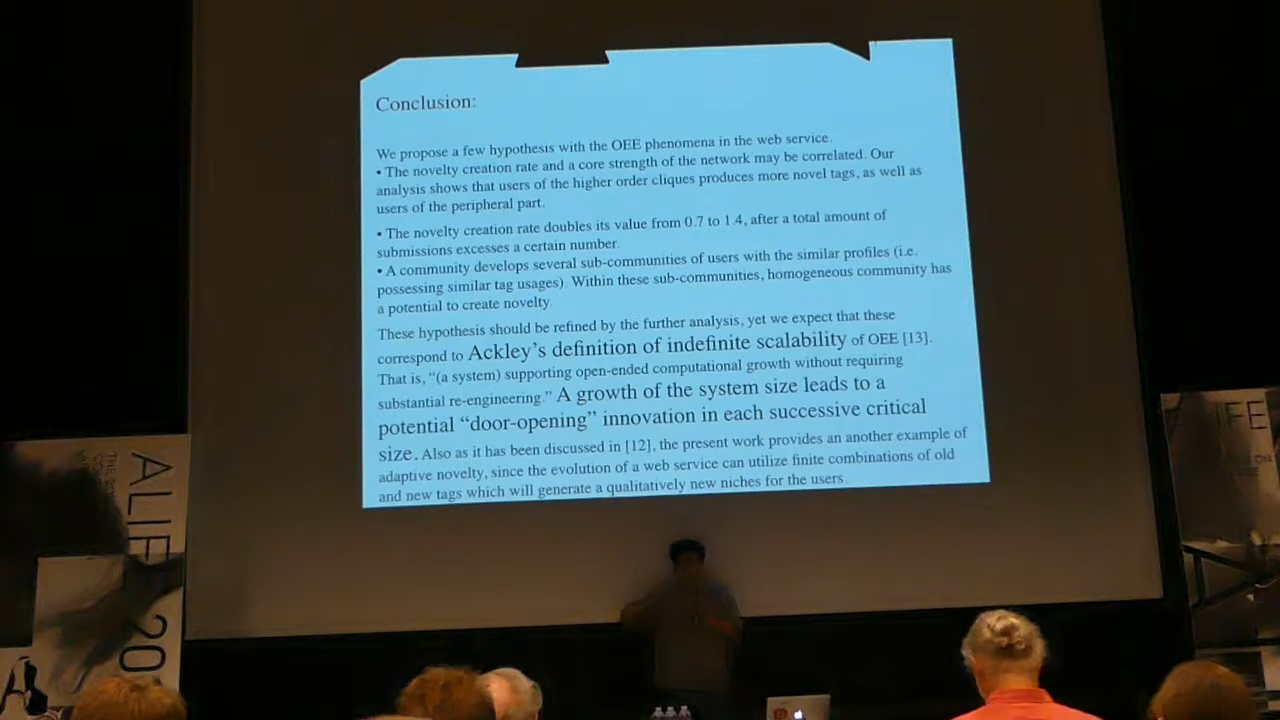 Conclusion:
We propose a few hypothesis with the OEE phenomena in the web service.
• The novelty creation rate and a core strength of the network may be correlated. Our
analysis shows that users of the higher order cliques produces more novel tags, as well as
users of the peripheral part.
• The novelty creation rate doubles its value from 0.7 to 1.4, after a total amount of
submissions excesses a certain number.
• A community develops several sub-communities of users with the similar profiles (i.e.
possessing similar tag usages). Within these sub-communities, homogeneous community has
a potential to create novelty.
These hypothesis should be refined by the further analysis, yet we expect that these
correspond to Ackley's definition of indefinite scalability of OEE [13].
That is, “(a system) supporting open-ended computational growth without requiring
substantial re-engineering.” A growth of the system size leads to a
potential “door-opening” innovation in each successive critical
size. Also as it has been discussed in [12], the present work provides an another example of
adaptive novelty, since the evolution of a web service can utilize finite combinations of old
and new tags which will generate a qualitatively new niches for the users.
ALIF
20
THE
IFE